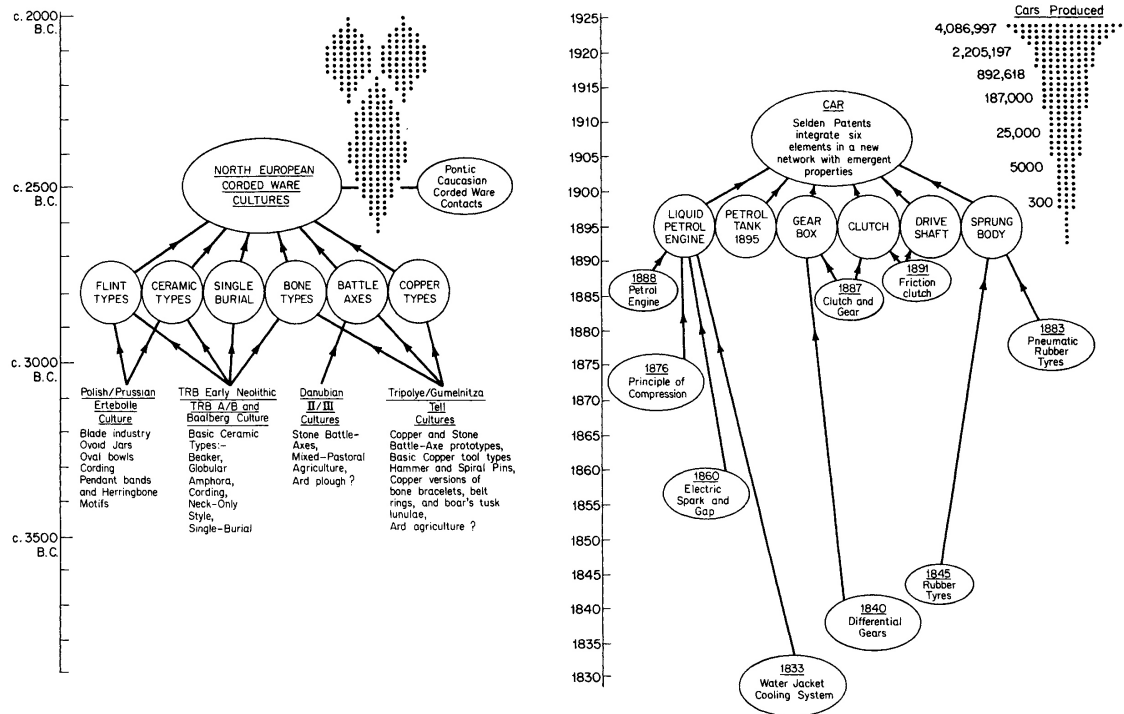 c. 2000
B.C.
c. 2500
B.C.
c. 3000
B.C.
c. 3500
B.C.
NORTH EUROPEAN
CORDED WARE
CULTURES
Pontic
Caucasian
Corded Ware
Contacts
FLINT
TYPES
CERAMIC
TYPES
SINGLE
BURIAL
BONE
TYPES
BATTLE
AXES
COPPER
TYPES
Polish/Prussian
Ertebolle
Culture
Blade industry
Ovoid Jars
Oval bowls
Cording
Pendant bands
and Herringbone
Motifs
TRB Early Neolithic
TRB A/B and
Baalberg Culture
Basic Ceramic
Types:-
Beaker,
Globular
Amphora,
Cording,
Neck-Only
Style,
Single-Burial
Danubian
II/III
Cultures
Stone Battle-
Axes,
Mixed-Pastoral
Agriculture,
Ard plough ?
Tripolye/Gumelnitza
Tell
Cultures
Copper and Stone
Battle-Axe prototypes,
Basic Copper tool types
Hammer and Spiral Pins,
Copper versions of
bone bracelets, belt
rings, and boar's tusk
lunulae,
Ard agriculture ?
1925
1920
1915
1910
1905
1900
1895
1890
1885
1880
1875
1870
1865
1860
1855
1850
1845
1840
1835
1830
Cars Produced
4,086,997
2,205,197
892,618
187,000
25,000
5000
300
CAR
Selden Patents
integrate six
elements in a new
network with emergent
properties
LIQUID
PETROL
ENGINE
PETROL
TANK
1895
GEAR
BOX
CLUTCH
DRIVE
SHAFT
SPRUNG
BODY
1888
Petrol
Engine
1887
Clutch and
Gear
1891
Friction
clutch
1883
Pneumatic
Rubber
Tyres
1876
Principle of
Compression
1860
Electric
Spark and
Gap
1845
Rubber
Tyres
1840
Differential
Gears
1833
Water Jacket
Cooling System